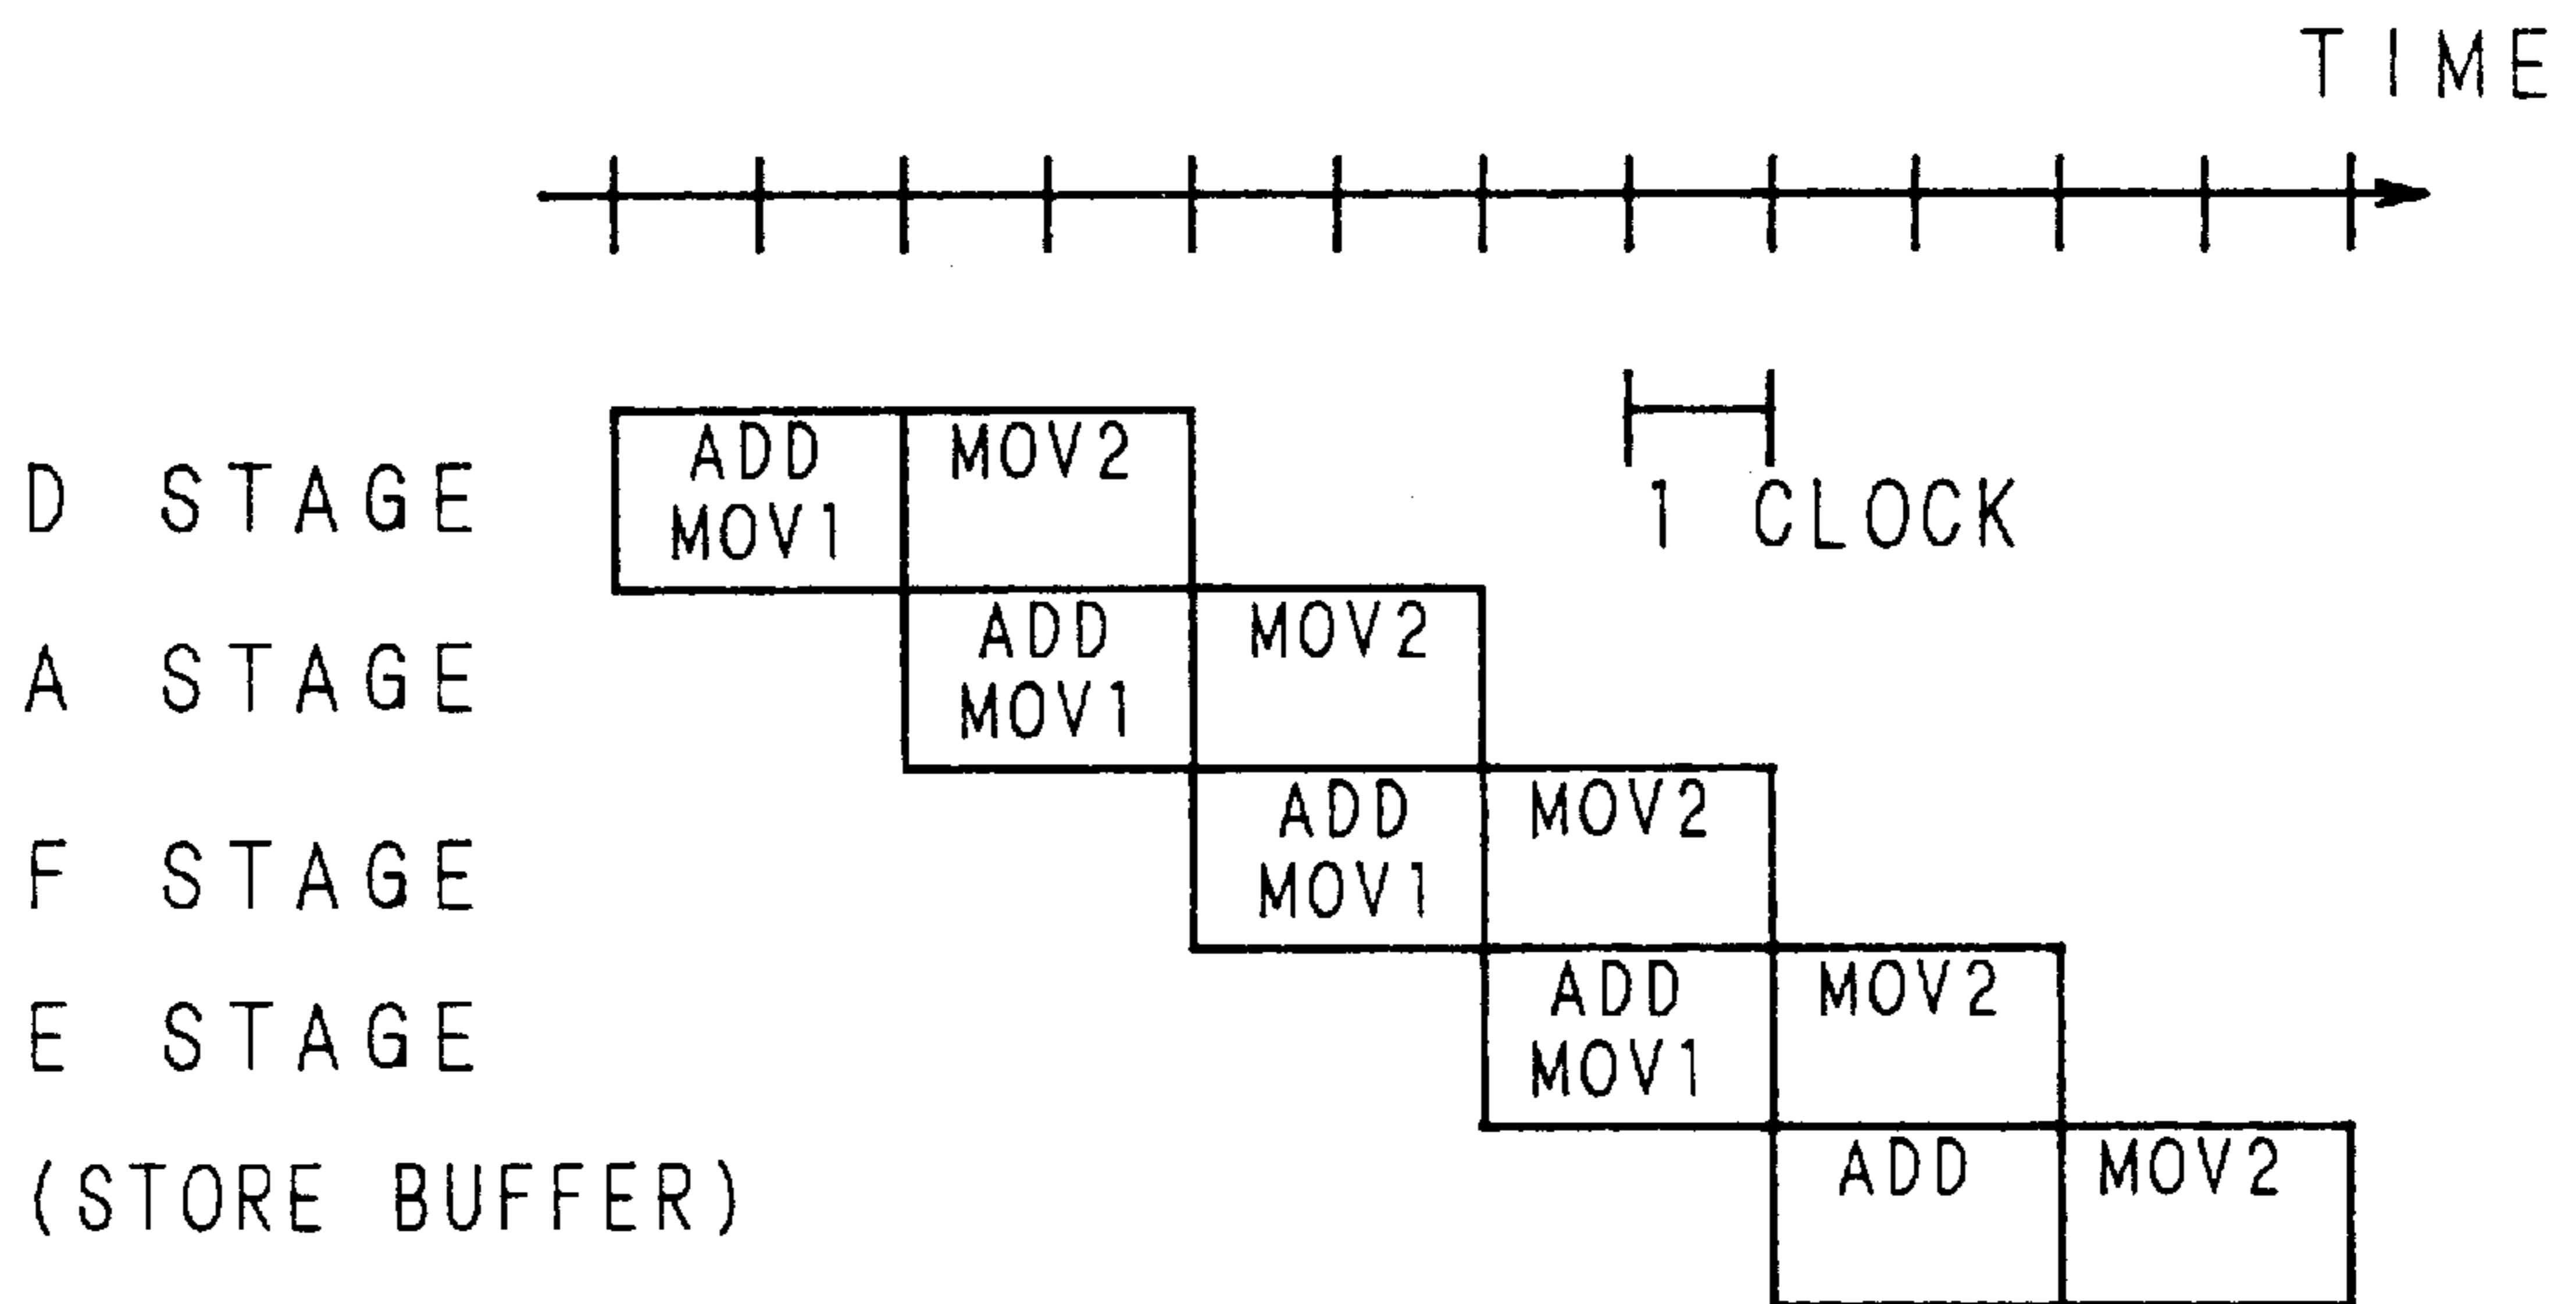 TIME
1 CLOCK
D STAGE
ADD
MOV1
MOV2
A STAGE
ADD
MOV1
MOV2
F STAGE
ADD
MOV1
MOV2
E STAGE
ADD
MOV1
MOV2
(STORE BUFFER)
ADD
MOV2